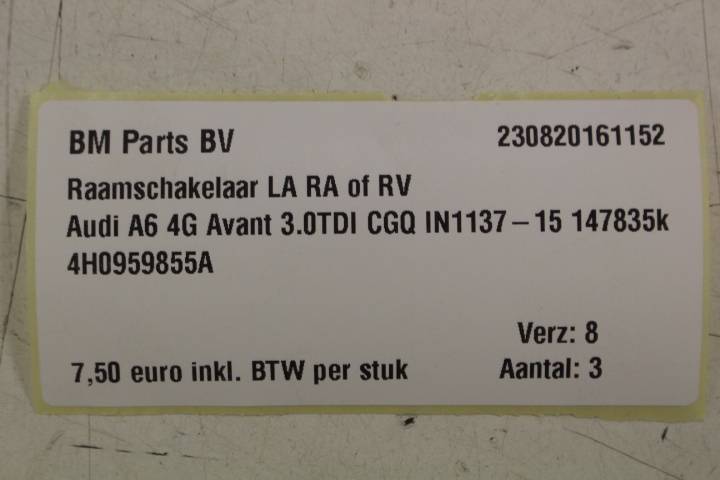 BM Parts BV 230820161152
Raamschakelaar LA RA of RV
Audi A6 4G Avant 3.0TDI CGQ IN1137-15 147835k
4H0959855A
Verz: 8
7,50 euro inkl. BTW per stuk Aantal: 3